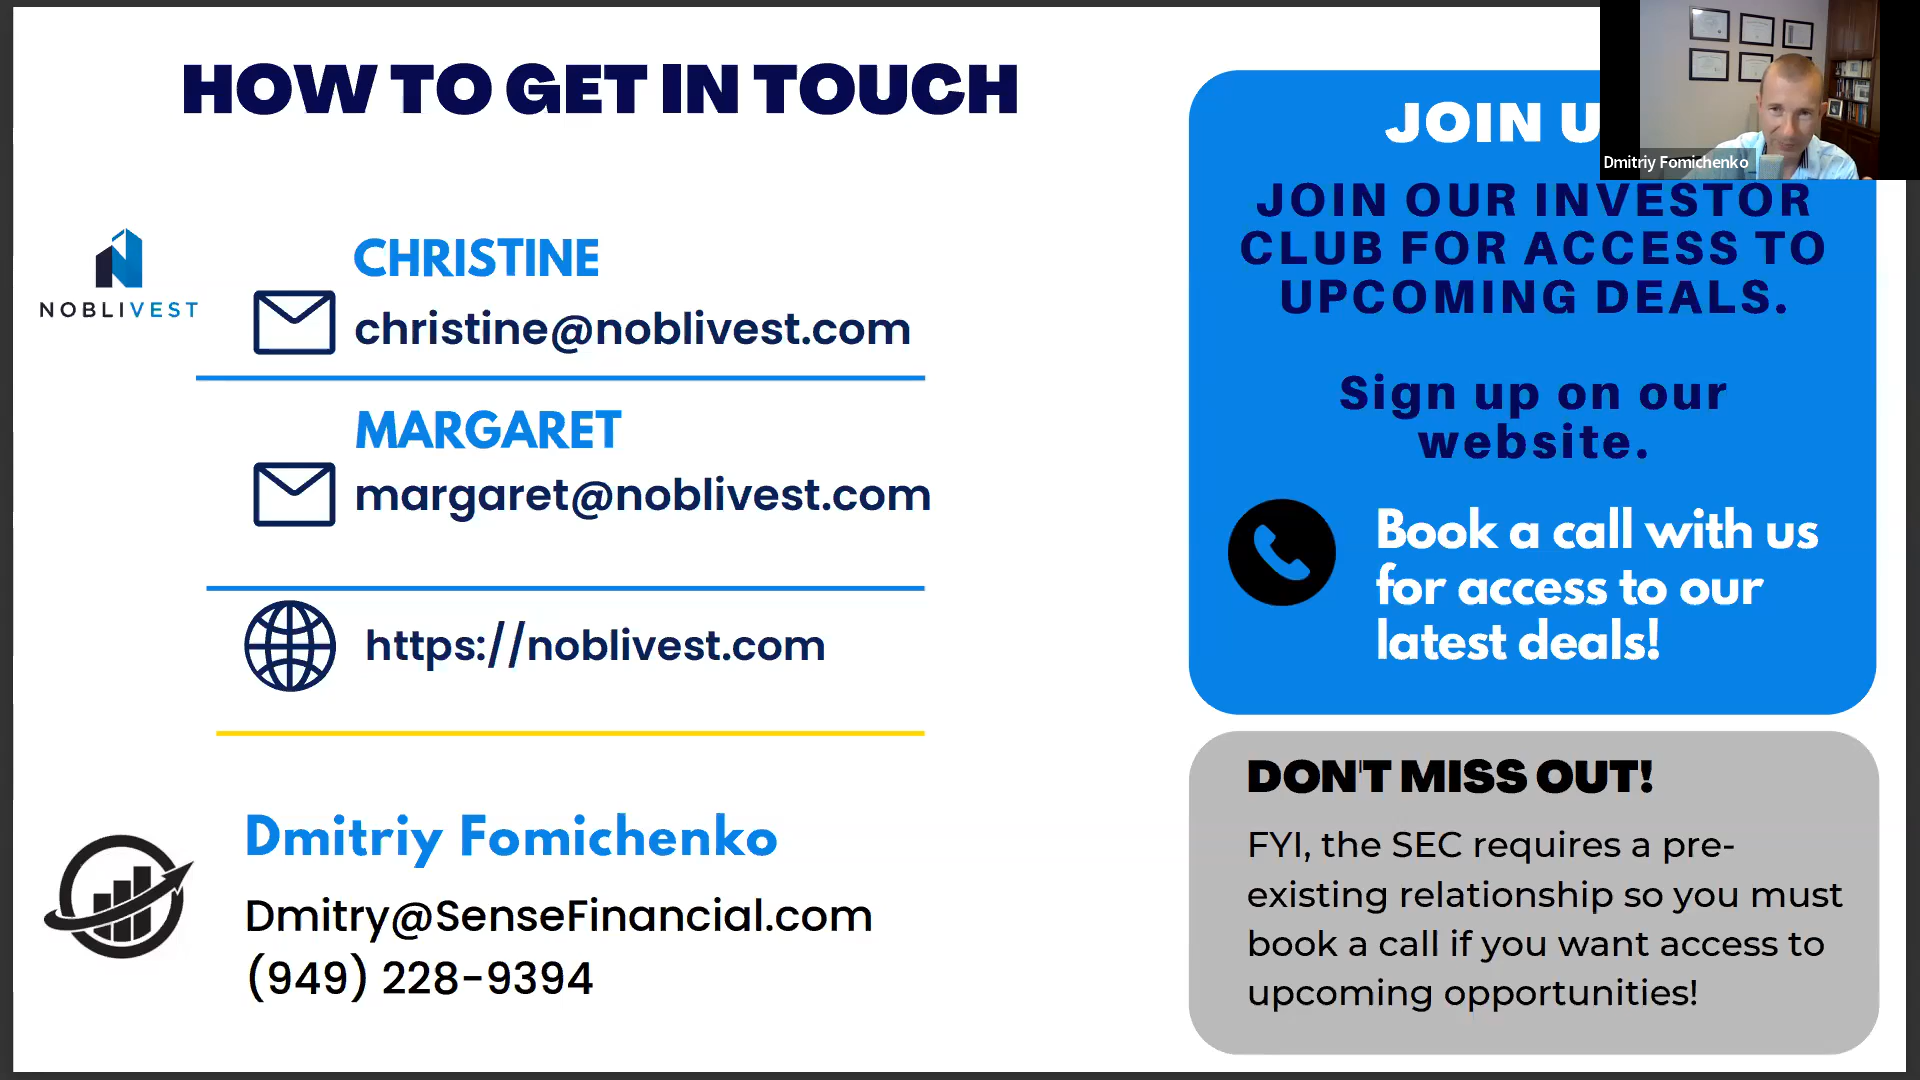 HOW TO GET IN TOUCH
NOBLIVEST
CHRISTINE
christine@noblivest.com
MARGARET
margaret@noblivest.com
https://noblivest.com
Dmitriy Fomichenko
Dmitry@SenseFinancial.com
(949) 228-9394
JOIN U
Dmitriy Fomichenko
JOIN OUR INVESTOR
CLUB FOR ACCESS TO
UPCOMING DEALS.
Sign up on our
website.
Book a call with us
for access to our
latest deals!
DON'T MISS OUT!
FYI, the SEC requires a pre-
existing relationship so you must
book a call if you want access to
upcoming opportunities!